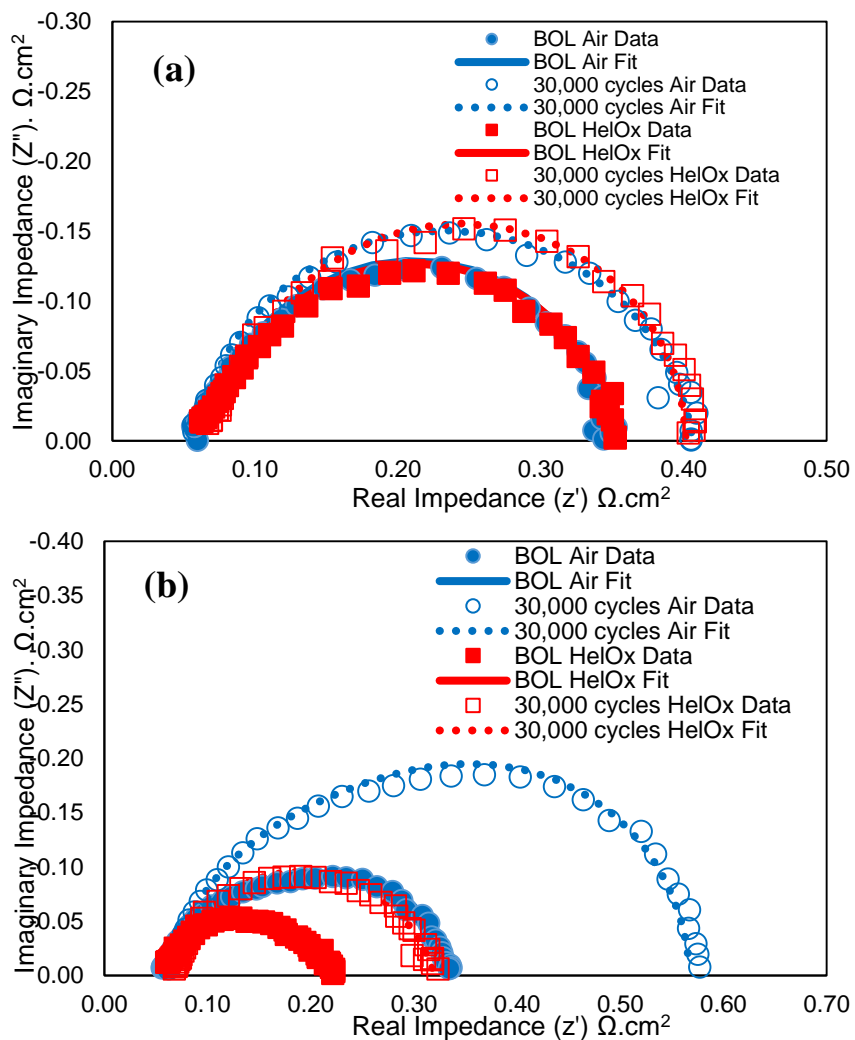 (a)
BOL Air Data
BOL Air Fit
30,000 cycles Air Data
30,000 cycles Air Fit
BOL HelOx Data
BOL HelOx Fit
30,000 cycles HelOx Data
30,000 cycles HelOx Fit
Imaginary Impedance (Z"). Ω.cm²
-0.30
-0.25
-0.20
-0.15
-0.10
-0.05
0.00
0.00 0.10 0.20 0.30 0.40 0.50
Real Impedance (z') Ω.cm²
(b)
BOL Air Data
BOL Air Fit
30,000 cycles Air Data
30,000 cycles Air Fit
BOL HelOx Data
BOL HelOx Fit
30,000 cycles HelOx Data
30,000 cycles HelOx Fit
Imaginary Impedance (Z"). Ω.cm²
-0.40
-0.35
-0.30
-0.25
-0.20
-0.15
-0.10
-0.05
0.00
0.00 0.10 0.20 0.30 0.40 0.50 0.60 0.70
Real Impedance (z') Ω.cm²